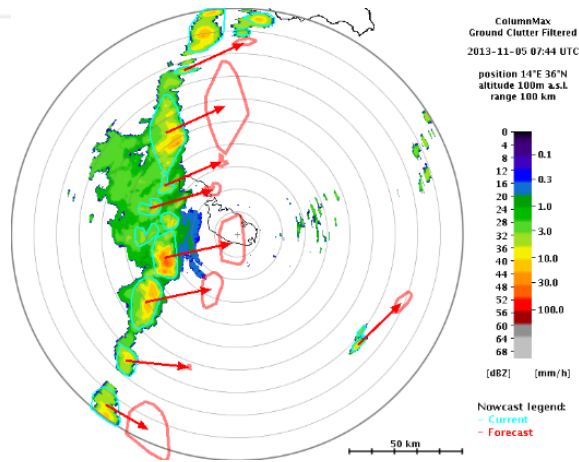 ColumnMax
Ground Clutter Filtered
2013-11-05 07:44 UTC
position 14°E 36°N
altitude 100m a.s.l.
range 100 km
0
4
8
12
16
20
24
28
32
36
40
44
48
52
56
60
64
68
0.1
0.3
1.0
3.0
10.0
30.0
100.0
[dBZ] [mm/h]
Nowcast legend:
- Current
- Forecast
50 km